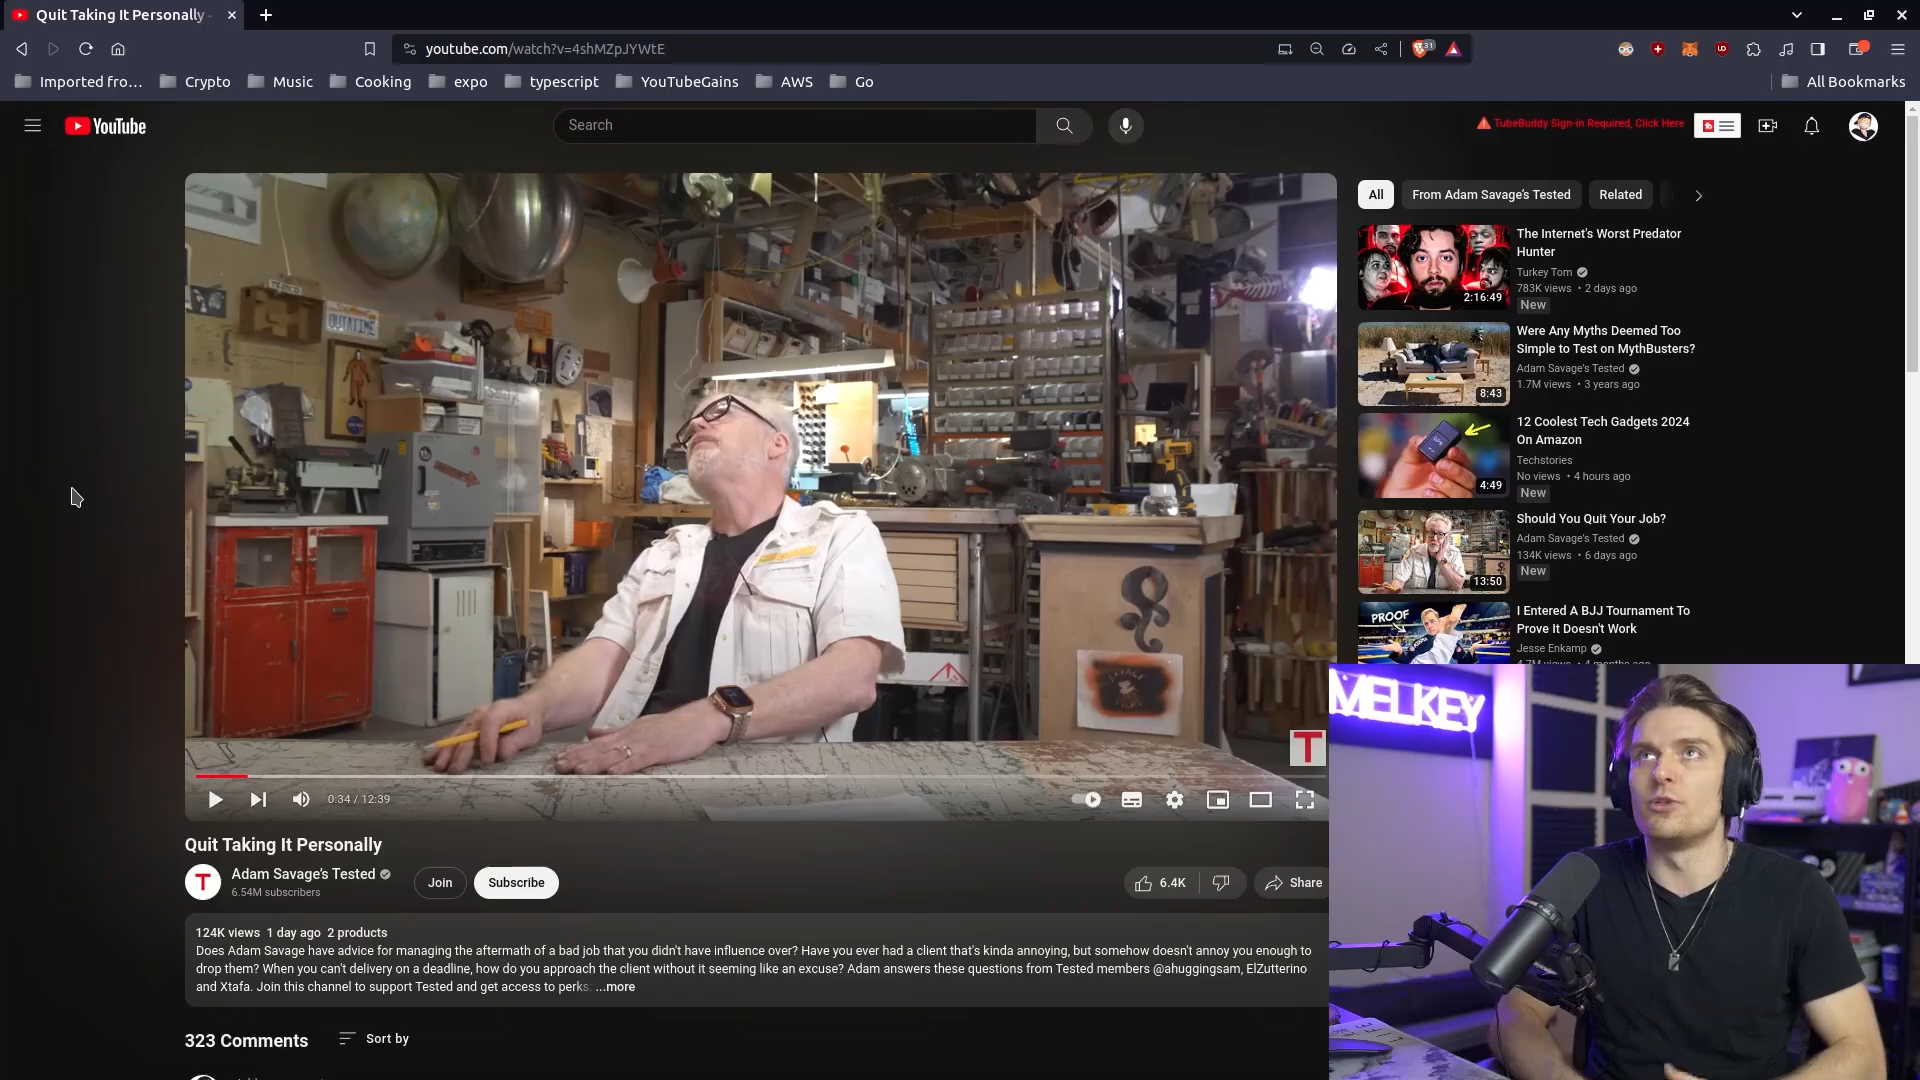 Quit Taking It Personally -
youtube.com/watch?v=4shMZpJYWtE
31
Imported fro...
Crypto
Music
Cooking
expo
typescript
YouTubeGains
AWS
Go
All Bookmarks
YouTube
Search
TubeBuddy Sign-in Required, Click Here
OUTATIME
T
0:34 / 12:39
Quit Taking It Personally
T
Adam Savage's Tested
6.54M subscribers
Join
Subscribe
6.4K
Share
124K views 1 day ago 2 products
Does Adam Savage have advice for managing the aftermath of a bad job that you didn't have influence over? Have you ever had a client that's kinda annoying, but somehow doesn't annoy you enough to
drop them? When you can't delivery on a deadline, how do you approach the client without it seeming like an excuse? Adam answers these questions from Tested members @ahuggingsam, ElZutterino
and Xtafa. Join this channel to support Tested and get access to perks: ...more
323 Comments
Sort by
All
From Adam Savage's Tested
Related
2:16:49
The Internet's Worst Predator
Hunter
Turkey Tom
783K views • 2 days ago
New
8:43
Were Any Myths Deemed Too
Simple to Test on MythBusters?
Adam Savage's Tested
1.7M views • 3 years ago
GPS
4:49
12 Coolest Tech Gadgets 2024
On Amazon
Techstories
No views • 4 hours ago
New
13:50
Should You Quit Your Job?
Adam Savage's Tested
134K views • 6 days ago
New
PROOF
I Entered A BJJ Tournament To
Prove It Doesn't Work
Jesse Enkamp
4.7M views • 4 months ago
MELKEY